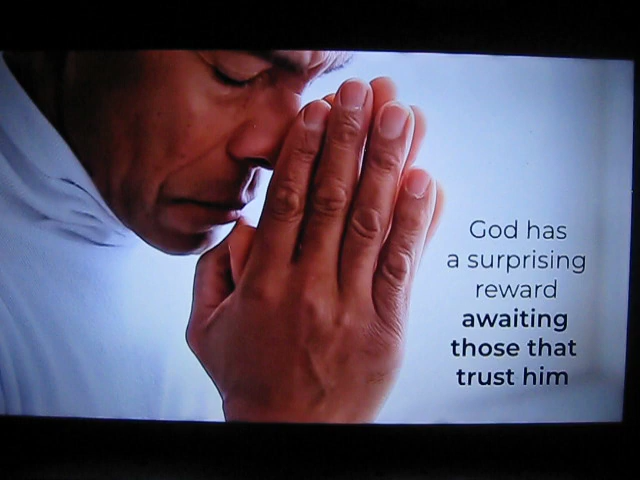 God has
a surprising
reward
awaiting
those that
trust him